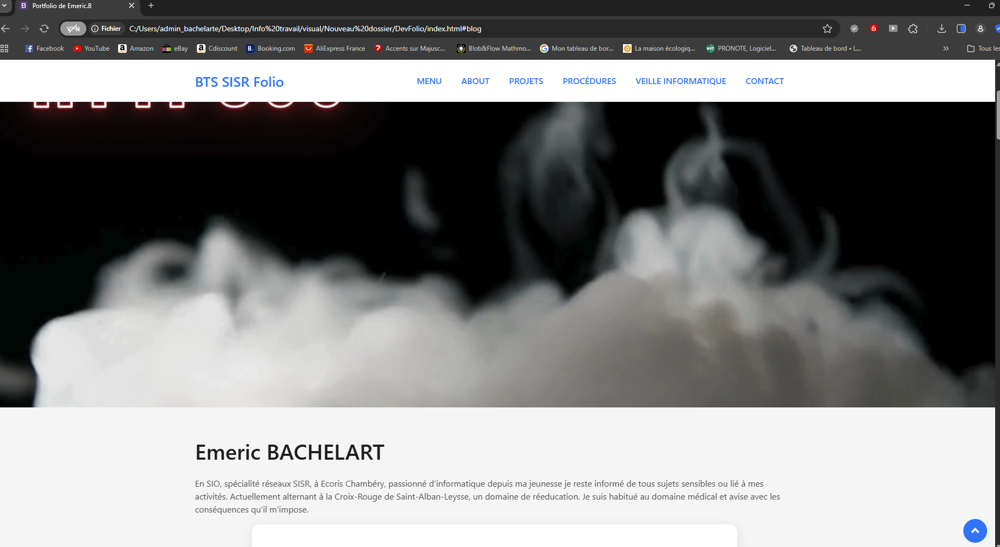 Portfolio de Emeric.B
VPN
Fichier
C:/Users/admin_bachelarte/Desktop/Info%20travail/visual/Nouveau%20dossier/DevFolio/index.html#blog
Facebook
YouTube
Amazon
eBay
Cdiscount
Booking.com
AliExpress France
Accents sur Majusc...
Blob&Flow Mathmo...
Mon tableau de bor...
La maison écologiq...
PRONOTE, Logiciel...
Tableau de bord • L...
Tous les
BTS SISR Folio
MENU
ABOUT
PROJETS
PROCÉDURES
VEILLE INFORMATIQUE
CONTACT
Emeric BACHELART
En SIO, spécialité réseaux SISR, à Ecoris Chambéry, passionné d'informatique depuis ma jeunesse je reste informé de tous sujets sensibles ou lié à mes
activités. Actuellement alternant à la Croix-Rouge de Saint-Alban-Leysse, un domaine de rééducation. Je suis habitué au domaine médical et avise avec les
conséquences qu'il m'impose.